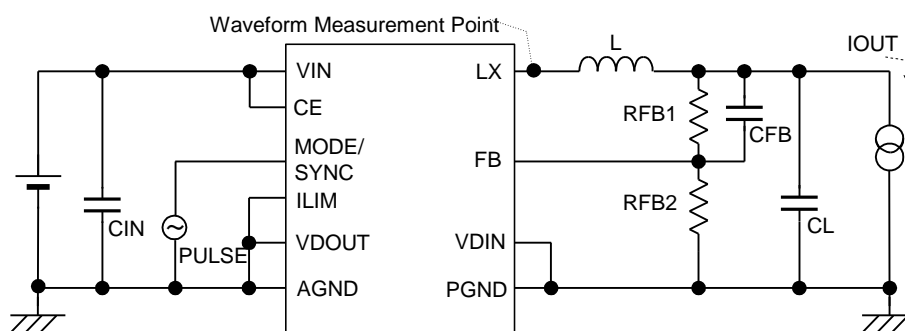 Waveform Measurement Point
L
IOUT
VIN
LX
CE
RFB1
CFB
MODE/
SYNC
FB
ILIM
RFB2
CIN
PULSE
VDOUT
VDIN
CL
AGND
PGND